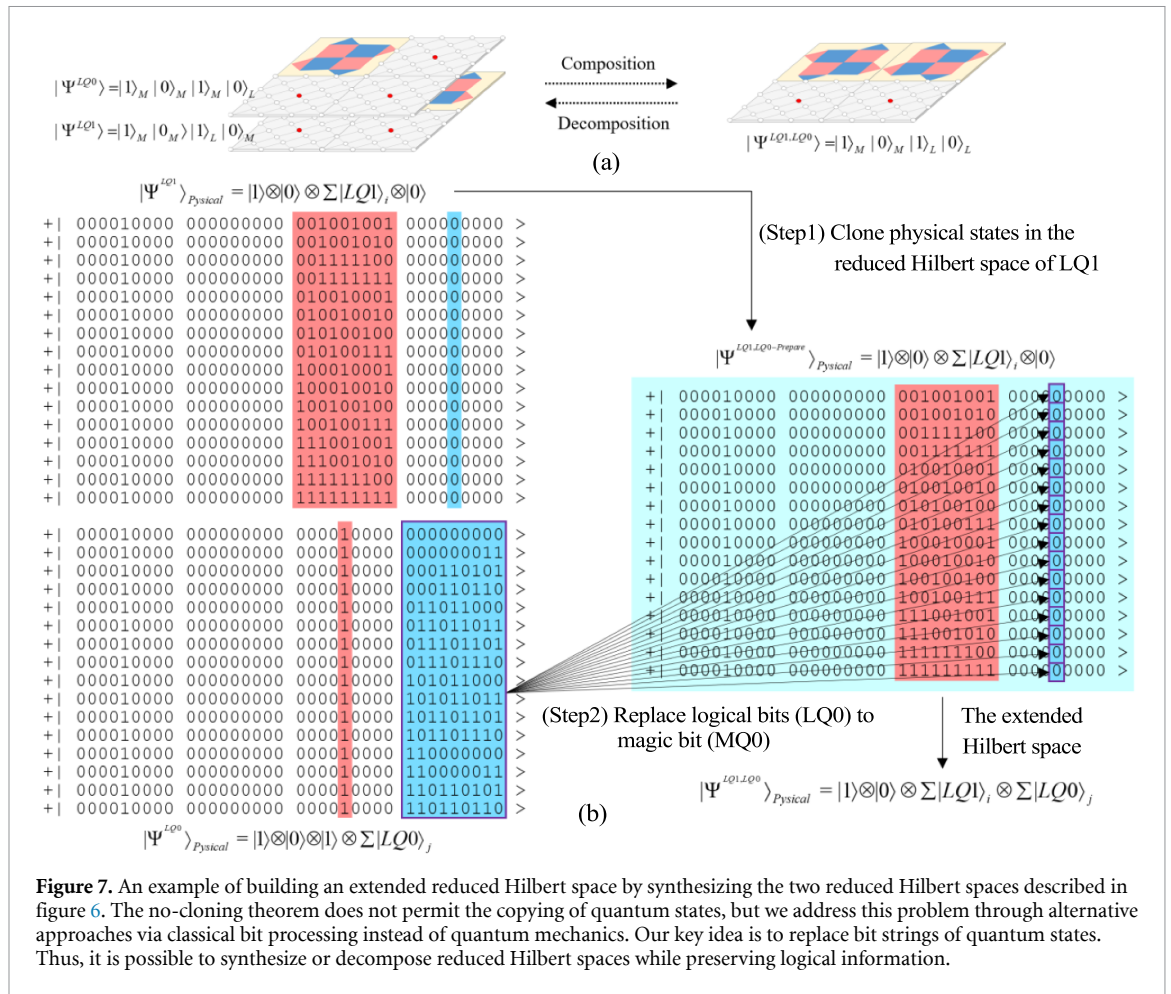 |Ψ^{LQ0}⟩=|1⟩_M|0⟩_M|1⟩_M|0⟩_L
|Ψ^{LQ1}⟩=|1⟩_M|0_M⟩|1⟩_L|0⟩_M
Composition
Decomposition
|Ψ^{LQ1,LQ0}⟩=|1⟩_M|0⟩_M|1⟩_L|0⟩_L
(a)
|Ψ^{LQ1}⟩_{Pysical} = |1⟩⊗|0⟩ ⊗ ∑|LQ1⟩_i ⊗|0⟩
+| 000010000 000000000 001001001 000000000 >
+| 000010000 000000000 001001010 000000000 >
+| 000010000 000000000 001111100 000000000 >
+| 000010000 000000000 001111111 000000000 >
+| 000010000 000000000 010010001 000000000 >
+| 000010000 000000000 010010010 000000000 >
+| 000010000 000000000 010100100 000000000 >
+| 000010000 000000000 010100111 000000000 >
+| 000010000 000000000 100010001 000000000 >
+| 000010000 000000000 100010010 000000000 >
+| 000010000 000000000 100100100 000000000 >
+| 000010000 000000000 100100111 000000000 >
+| 000010000 000000000 111001001 000000000 >
+| 000010000 000000000 111001010 000000000 >
+| 000010000 000000000 111111100 000000000 >
+| 000010000 000000000 111111111 000000000 >
(Step1) Clone physical states in the
reduced Hilbert space of LQ1
|Ψ^{LQ1,LQ0-Prepare}⟩_{Pysical} = |1⟩⊗|0⟩ ⊗ ∑|LQ1⟩_i ⊗|0⟩
+| 000010000 000000000 001001001 000000000 >
+| 000010000 000000000 001001010 000000000 >
+| 000010000 000000000 001111100 000000000 >
+| 000010000 000000000 001111111 000000000 >
+| 000010000 000000000 010010001 000000000 >
+| 000010000 000000000 010010010 000000000 >
+| 000010000 000000000 010100100 000000000 >
+| 000010000 000000000 010100111 000000000 >
+| 000010000 000000000 100010001 000000000 >
+| 000010000 000000000 100010010 000000000 >
+| 000010000 000000000 100100100 000000000 >
+| 000010000 000000000 100100111 000000000 >
+| 000010000 000000000 111001001 000000000 >
+| 000010000 000000000 111001010 000000000 >
+| 000010000 000000000 111111100 000000000 >
+| 000010000 000000000 111111111 000000000 >
+| 000010000 000000000 000010000 000000000 >
+| 000010000 000000000 000010000 000000011 >
+| 000010000 000000000 000010000 000110101 >
+| 000010000 000000000 000010000 000110110 >
+| 000010000 000000000 000010000 011011000 >
+| 000010000 000000000 000010000 011011011 >
+| 000010000 000000000 000010000 011101101 >
+| 000010000 000000000 000010000 011101110 >
+| 000010000 000000000 000010000 101011000 >
+| 000010000 000000000 000010000 101011011 >
+| 000010000 000000000 000010000 101101101 >
+| 000010000 000000000 000010000 101101110 >
+| 000010000 000000000 000010000 110000000 >
+| 000010000 000000000 000010000 110000011 >
+| 000010000 000000000 000010000 110110101 >
+| 000010000 000000000 000010000 110110110 >
|Ψ^{LQ0}⟩_{Pysical} = |1⟩⊗|0⟩⊗|1⟩ ⊗ ∑|LQ0⟩_j
(Step2) Replace logical bits (LQ0) to
magic bit (MQ0)
The extended
Hilbert space
|Ψ^{LQ1,LQ0}⟩_{Pysical} = |1⟩⊗|0⟩ ⊗ ∑|LQ1⟩_i ⊗ ∑|LQ0⟩_j
(b)
Figure 7. An example of building an extended reduced Hilbert space by synthesizing the two reduced Hilbert spaces described in
figure 6. The no-cloning theorem does not permit the copying of quantum states, but we address this problem through alternative
approaches via classical bit processing instead of quantum mechanics. Our key idea is to replace bit strings of quantum states.
Thus, it is possible to synthesize or decompose reduced Hilbert spaces while preserving logical information.